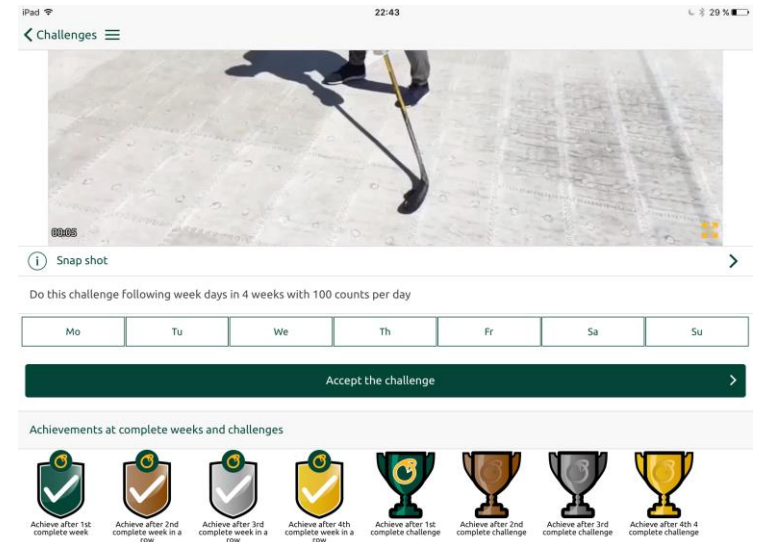 iPad 22:43 29 %
Challenges
00:05
Snap shot
Do this challenge following week days in 4 weeks with 100 counts per day
Mo Tu We Th Fr Sa Su
Accept the challenge
Achievements at complete weeks and challenges
Achieve after 1st Achieve after 2nd Achieve after 3rd Achieve after 4th Achieve after 1st Achieve after 2nd Achieve after 3rd Achieve after 4th 4
complete week complete week in a complete week in a complete week in a complete challenge complete challenge complete challenge complete challenge
row row row